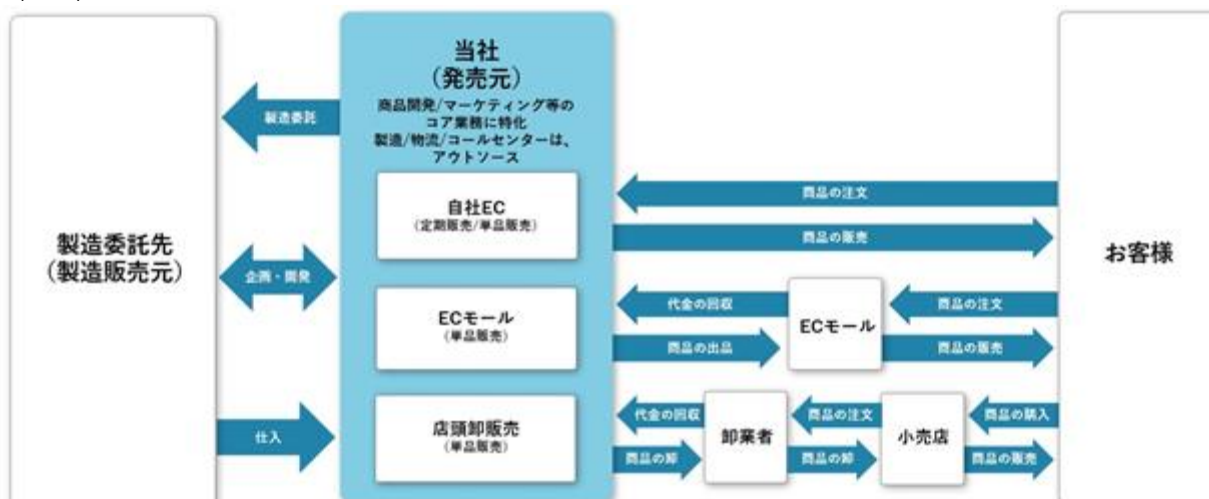 当社
(発売元)
商品開発/マーケティング等の
コア業務に特化
製造/物流/コールセンターは、
アウトソース
製造委託
製造委託先
(製造販売元)
企画・開発
仕入
自社EC
(定期販売/単品販売)
商品の注文
商品の販売
お客様
ECモール
(単品販売)
代金の回収
商品の出品
ECモール
商品の注文
商品の販売
店頭卸販売
(単品販売)
代金の回収
商品の卸
卸業者
商品の注文
商品の卸
小売店
商品の購入
商品の販売